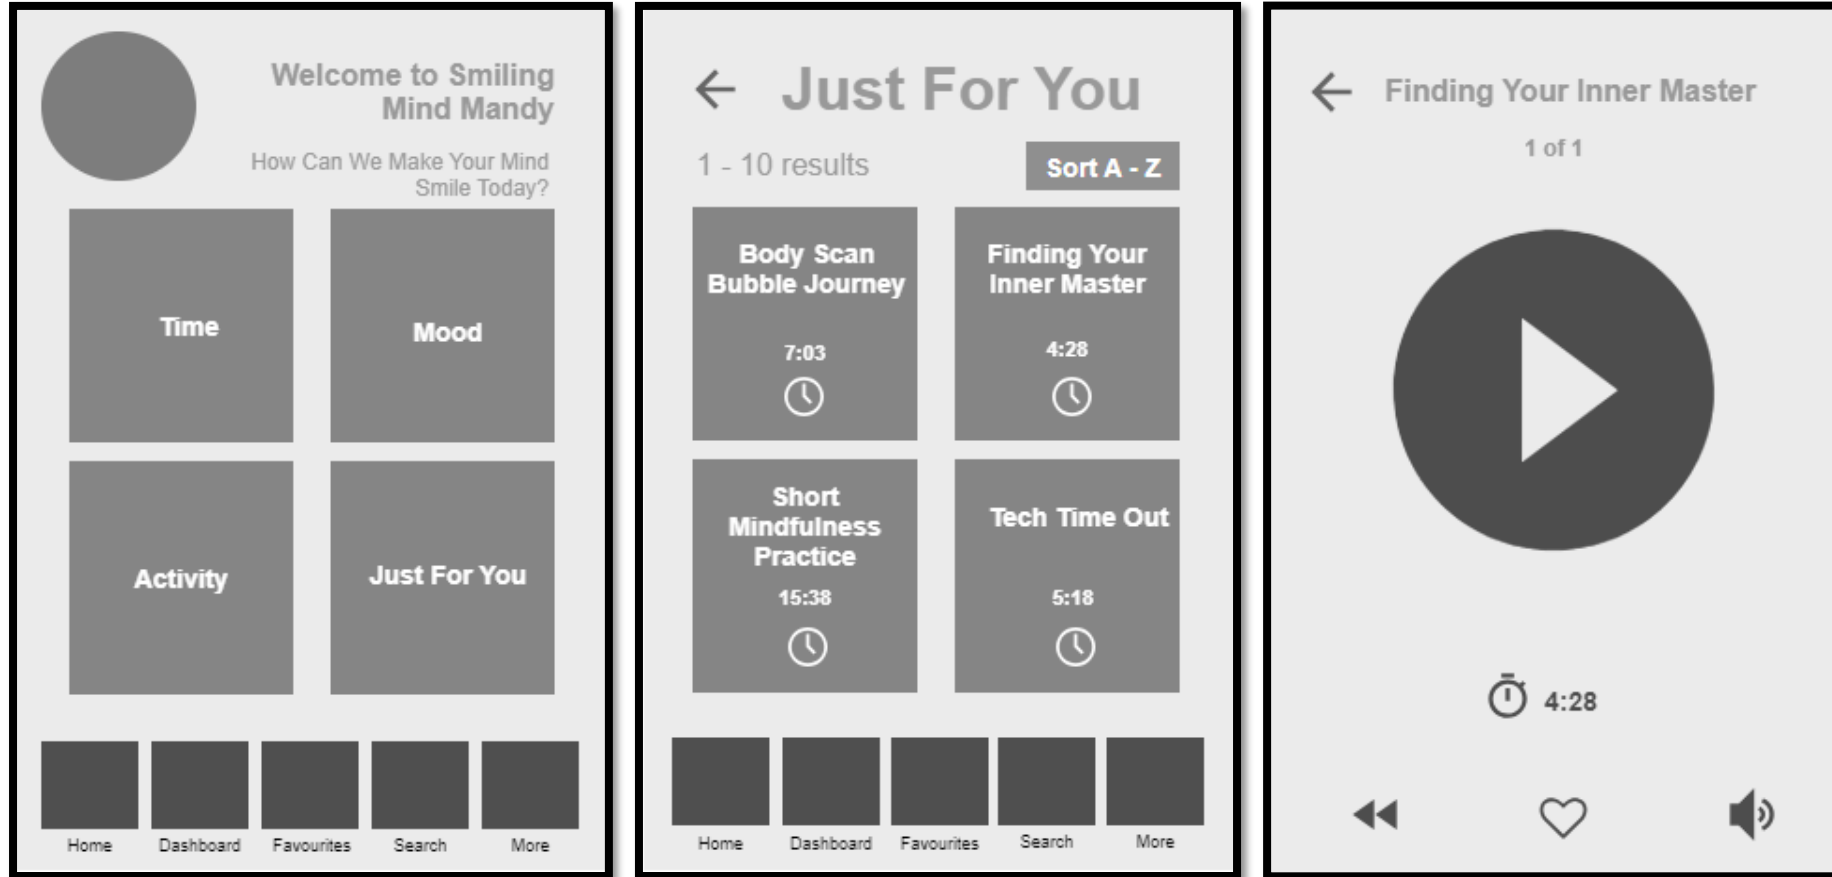 Welcome to Smiling
Mind Mandy
How Can We Make Your Mind
Smile Today?
Time
Mood
Activity
Just For You
Home
Dashboard
Favourites
Search
More
Just For You
1 - 10 results
Sort A - Z
Body Scan
Bubble Journey
7:03
Finding Your
Inner Master
4:28
Short
Mindfulness
Practice
15:38
Tech Time Out
5:18
Home
Dashboard
Favourites
Search
More
Finding Your Inner Master
1 of 1
4:28